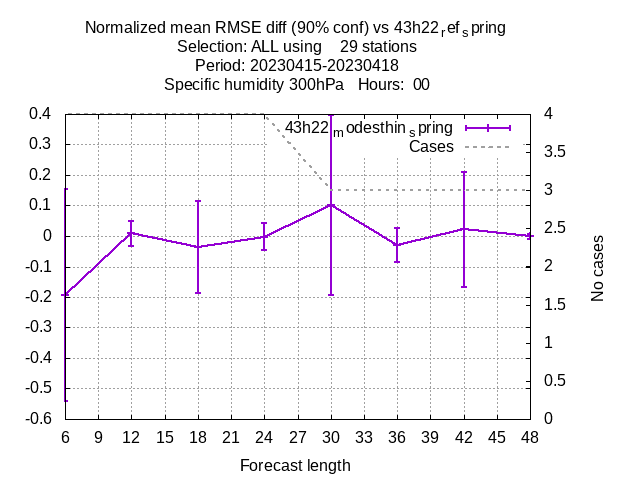 Normalized mean RMSE diff (90% conf) vs 43h22refspring
Selection: ALL using 29 stations
Period: 20230415-20230418
Specific humidity 300hPa Hours: 00
43h22modesthinspring
Cases
0.4
0.3
0.2
0.1
0
-0.1
-0.2
-0.3
-0.4
-0.5
-0.6
4
3.5
3
2.5
2
1.5
1
0.5
0
No cases
6 9 12 15 18 21 24 27 30 33 36 39 42 45 48
Forecast length